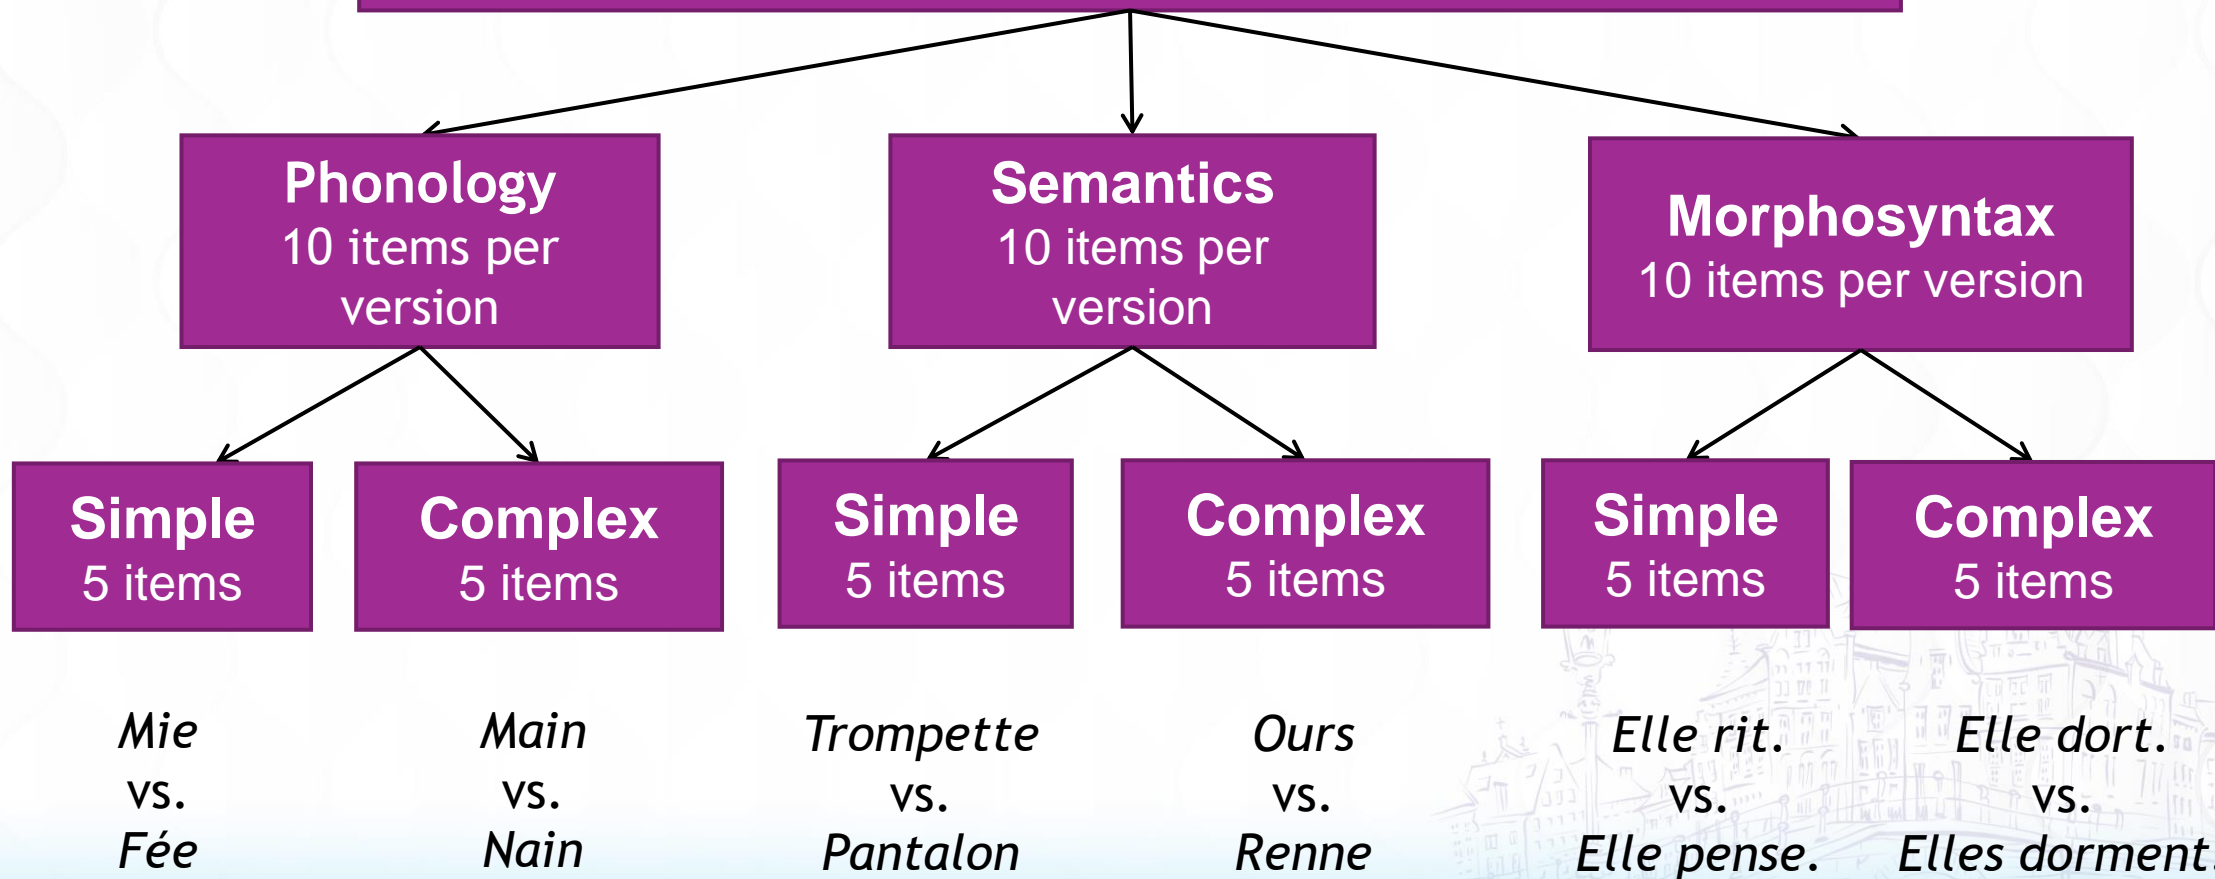 Phonology
10 items per
version
Semantics
10 items per
version
Morphosyntax
10 items per version
Simple
5 items
Complex
5 items
Simple
5 items
Complex
5 items
Simple
5 items
Complex
5 items
Mie
vs.
Fée
Main
vs.
Nain
Trompette
vs.
Pantalon
Ours
vs.
Renne
Elle rit.
vs.
Elle pense.
Elle dort.
vs.
Elles dorment.